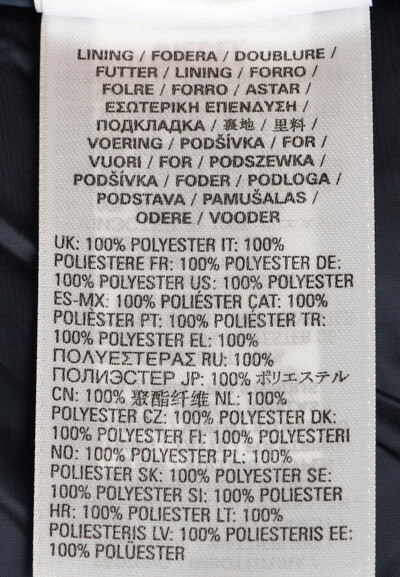 LINING / FODERA / DOUBLURE /
FUTTER / LINING / FORRO /
FOLRE / FORRO / ASTAR /
ΕΣΩΤΕΡΙΚΗ ΕΠΕΝΔΥΣΗ /
ПОДКЛАДКА / 裏地 / 里料 /
VOERING / PODŠÍVKA / FOR /
VUORI / FOR / PODSZEWKA /
PODŠÍVKA / FODER / PODLOGA /
PODSTAVA / PAMUŠALAS /
ODERE / VOODER
UK: 100% POLYESTER IT: 100%
POLIESTERE FR: 100% POLYESTER DE:
100% POLYESTER US: 100% POLYESTER
ES-MX: 100% POLIÉSTER CAT: 100%
POLIÈSTER PT: 100% POLIÉSTER TR:
100% POLYESTER EL: 100%
ΠΟΛΥΕΣΤΕΡΑΣ RU: 100%
ПОЛИЭСТЕР JP: 100% ポリエステル
CN: 100% 聚酯纤维 NL: 100%
POLYESTER CZ: 100% POLYESTER DK:
100% POLYESTER FI: 100% POLYESTERI
NO: 100% POLYESTER PL: 100%
POLIESTER SK: 100% POLYESTER SE:
100% POLYESTER SI: 100% POLIESTER
HR: 100% POLIESTER LT: 100%
POLIESTERIS LV: 100% POLIESTERIS EE:
100% POLÜESTER